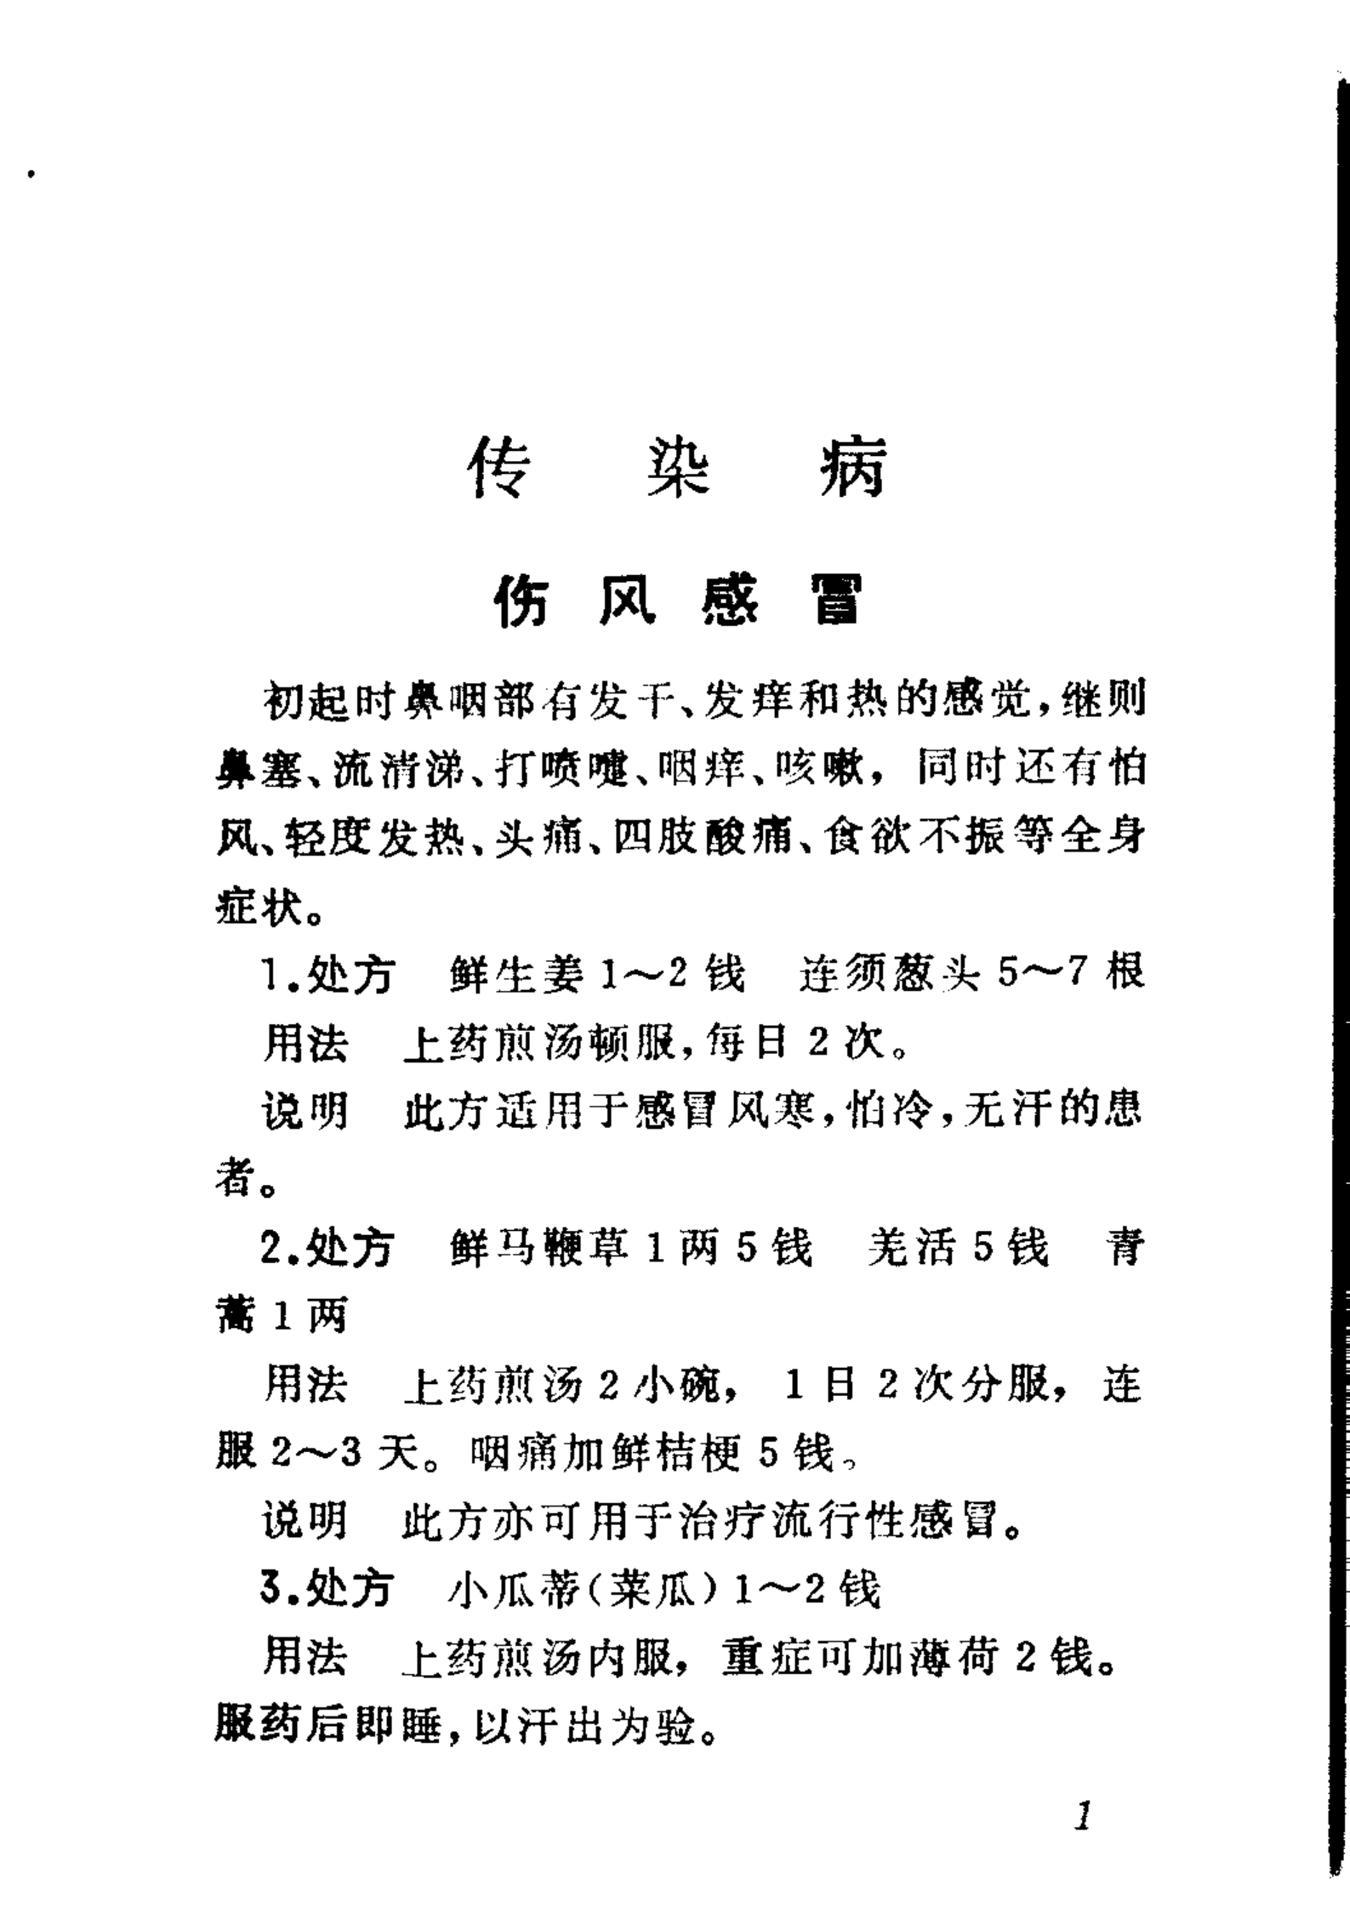 传染病
伤风感冒
初起时鼻咽部有发干、发痒和热的感觉，继则
鼻塞、流清涕、打喷嚏、咽痒、咳嗽，同时还有怕
风、轻度发热、头痛、四肢酸痛、食欲不振等全身
症状。
1.处方 鲜生姜1～2钱 连须葱头5～7根
用法 上药煎汤顿服，每日2次。
说明 此方适用于感冒风寒，怕冷，无汗的患
者。
2.处方 鲜马鞭草1两5钱 羌活5钱 青
蒿1两
用法 上药煎汤2小碗，1日2次分服，连
服2～3天。咽痛加鲜桔梗5钱。
说明 此方亦可用于治疗流行性感冒。
3.处方 小瓜蒂（菜瓜）1～2钱
用法 上药煎汤内服，重症可加薄荷2钱。
服药后即睡，以汗出为验。
1